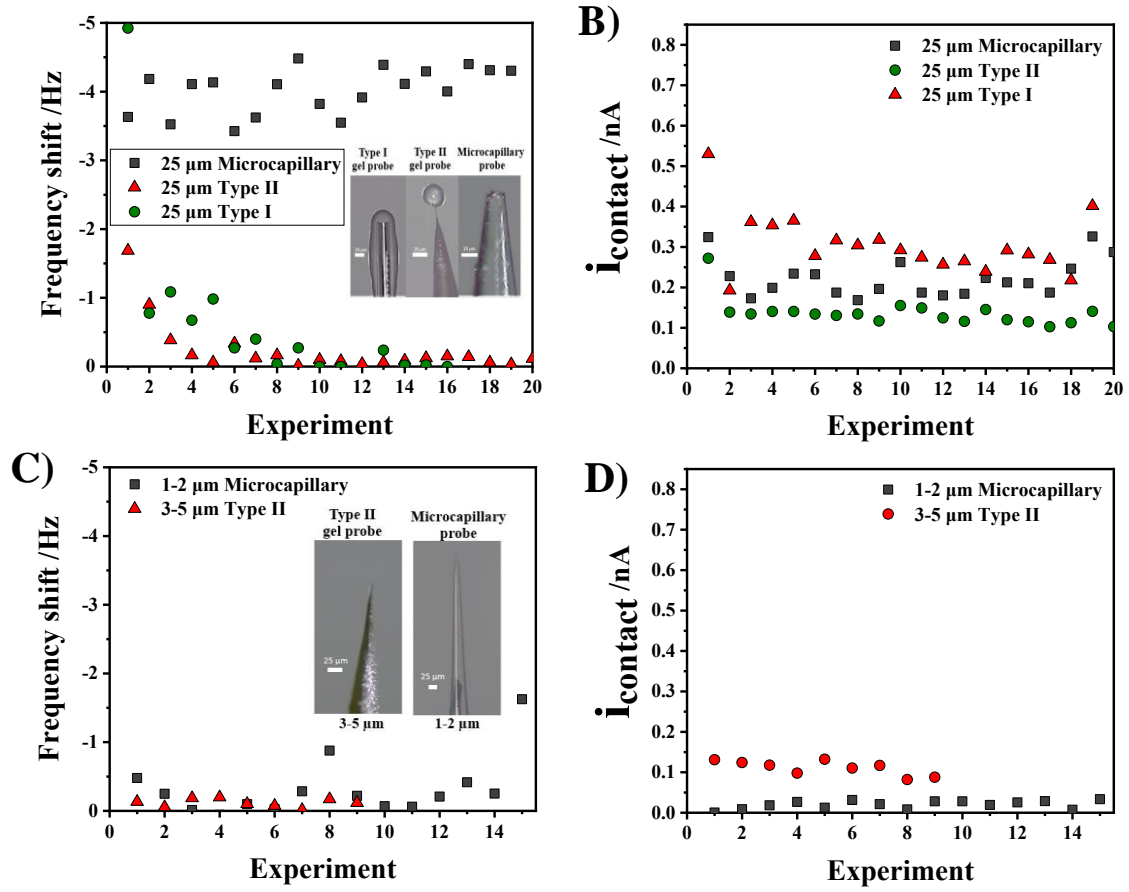 -5
-4
-3
-2
-1
0
Frequency shift /Hz
25 µm Microcapillary
25 µm Type II
25 µm Type I
Type I
gel probe
Type II
gel probe
Microcapillary
probe
0 2 4 6 8 10 12 14 16 18 20
Experiment
B)
0.8
0.7
0.6
0.5
0.4
0.3
0.2
0.1
0.0
i contact /nA
25 µm Microcapillary
25 µm Type II
25 µm Type I
0 2 4 6 8 10 12 14 16 18 20
Experiment
C)
-5
-4
-3
-2
-1
0
Frequency shift /Hz
1-2 µm Microcapillary
3-5 µm Type II
Type II
gel probe
Microcapillary
probe
25 µm
25 µm
3-5 µm
1-2 µm
0 2 4 6 8 10 12 14
Experiment
D)
0.8
0.7
0.6
0.5
0.4
0.3
0.2
0.1
0.0
i contact /nA
1-2 µm Microcapillary
3-5 µm Type II
0 2 4 6 8 10 12 14
Experiment